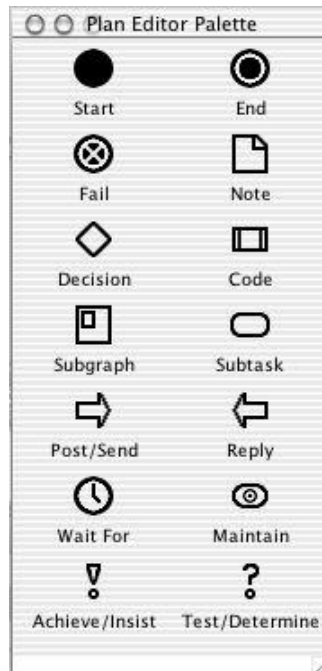 Plan Editor Palette
Start End
Fail Note
Decision Code
Subgraph Subtask
Post/Send Reply
Wait For Maintain
Achieve/Insist Test/Determine